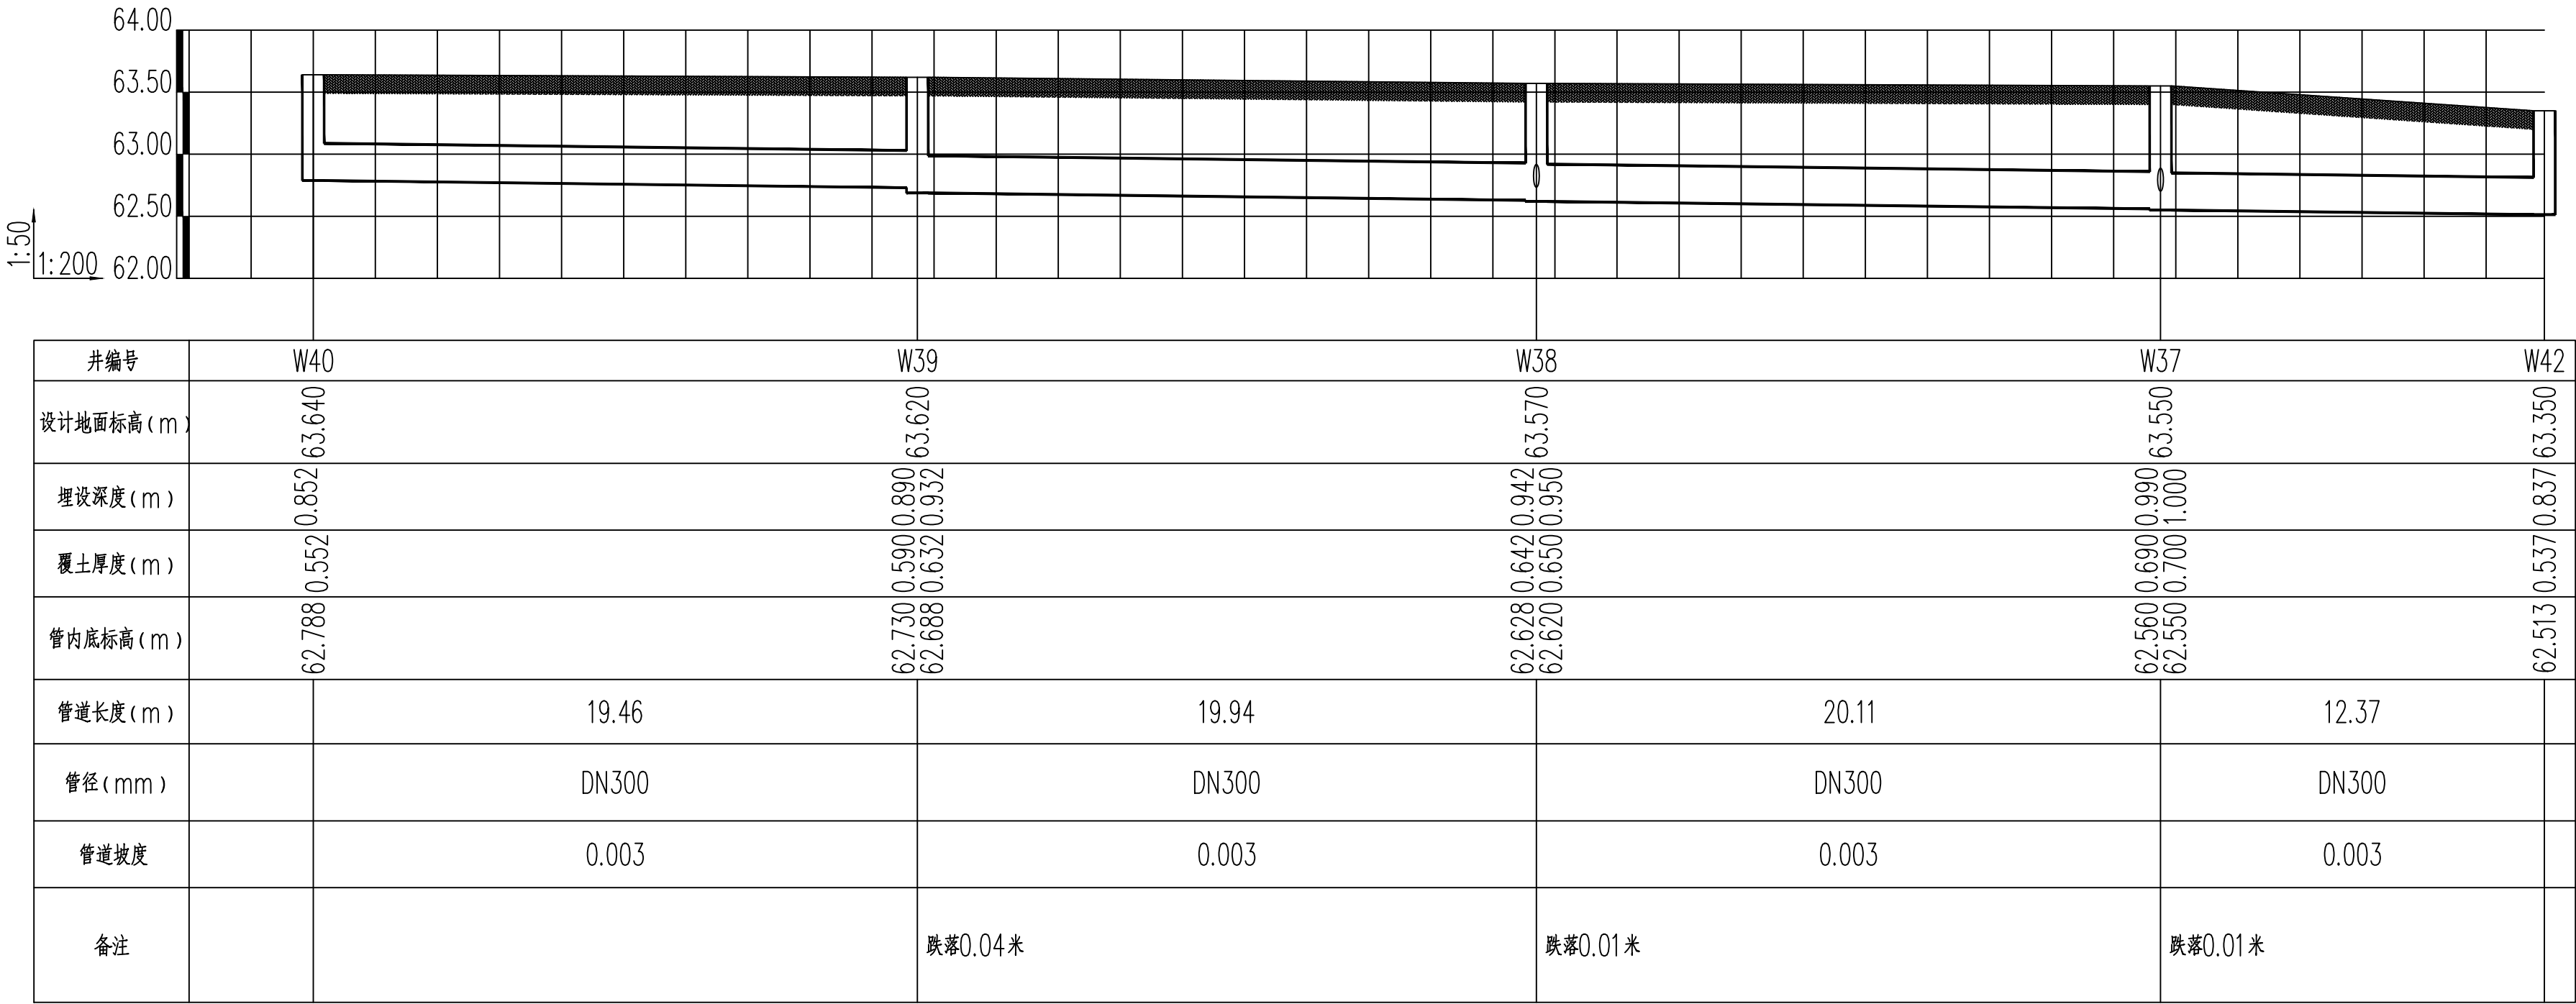 64.00
63.50
63.00
62.50
62.00
1:50
1:200
井编号 W40 W39 W38 W37 W42
设计地面标高(m) 63.640 63.620 63.570 63.550 63.350
埋设深度(m) 0.852 0.890 0.932 0.942 0.950 0.990 1.000 0.837
覆土厚度(m) 0.552 0.590 0.632 0.642 0.650 0.690 0.700 0.537
管内底标高(m) 62.788 62.730 62.688 62.628 62.620 62.560 62.550 62.513
管道长度(m) 19.46 19.94 20.11 12.37
管径(mm) DN300 DN300 DN300 DN300
管道坡度 0.003 0.003 0.003 0.003
备注 跌落0.04米 跌落0.01米 跌落0.01米